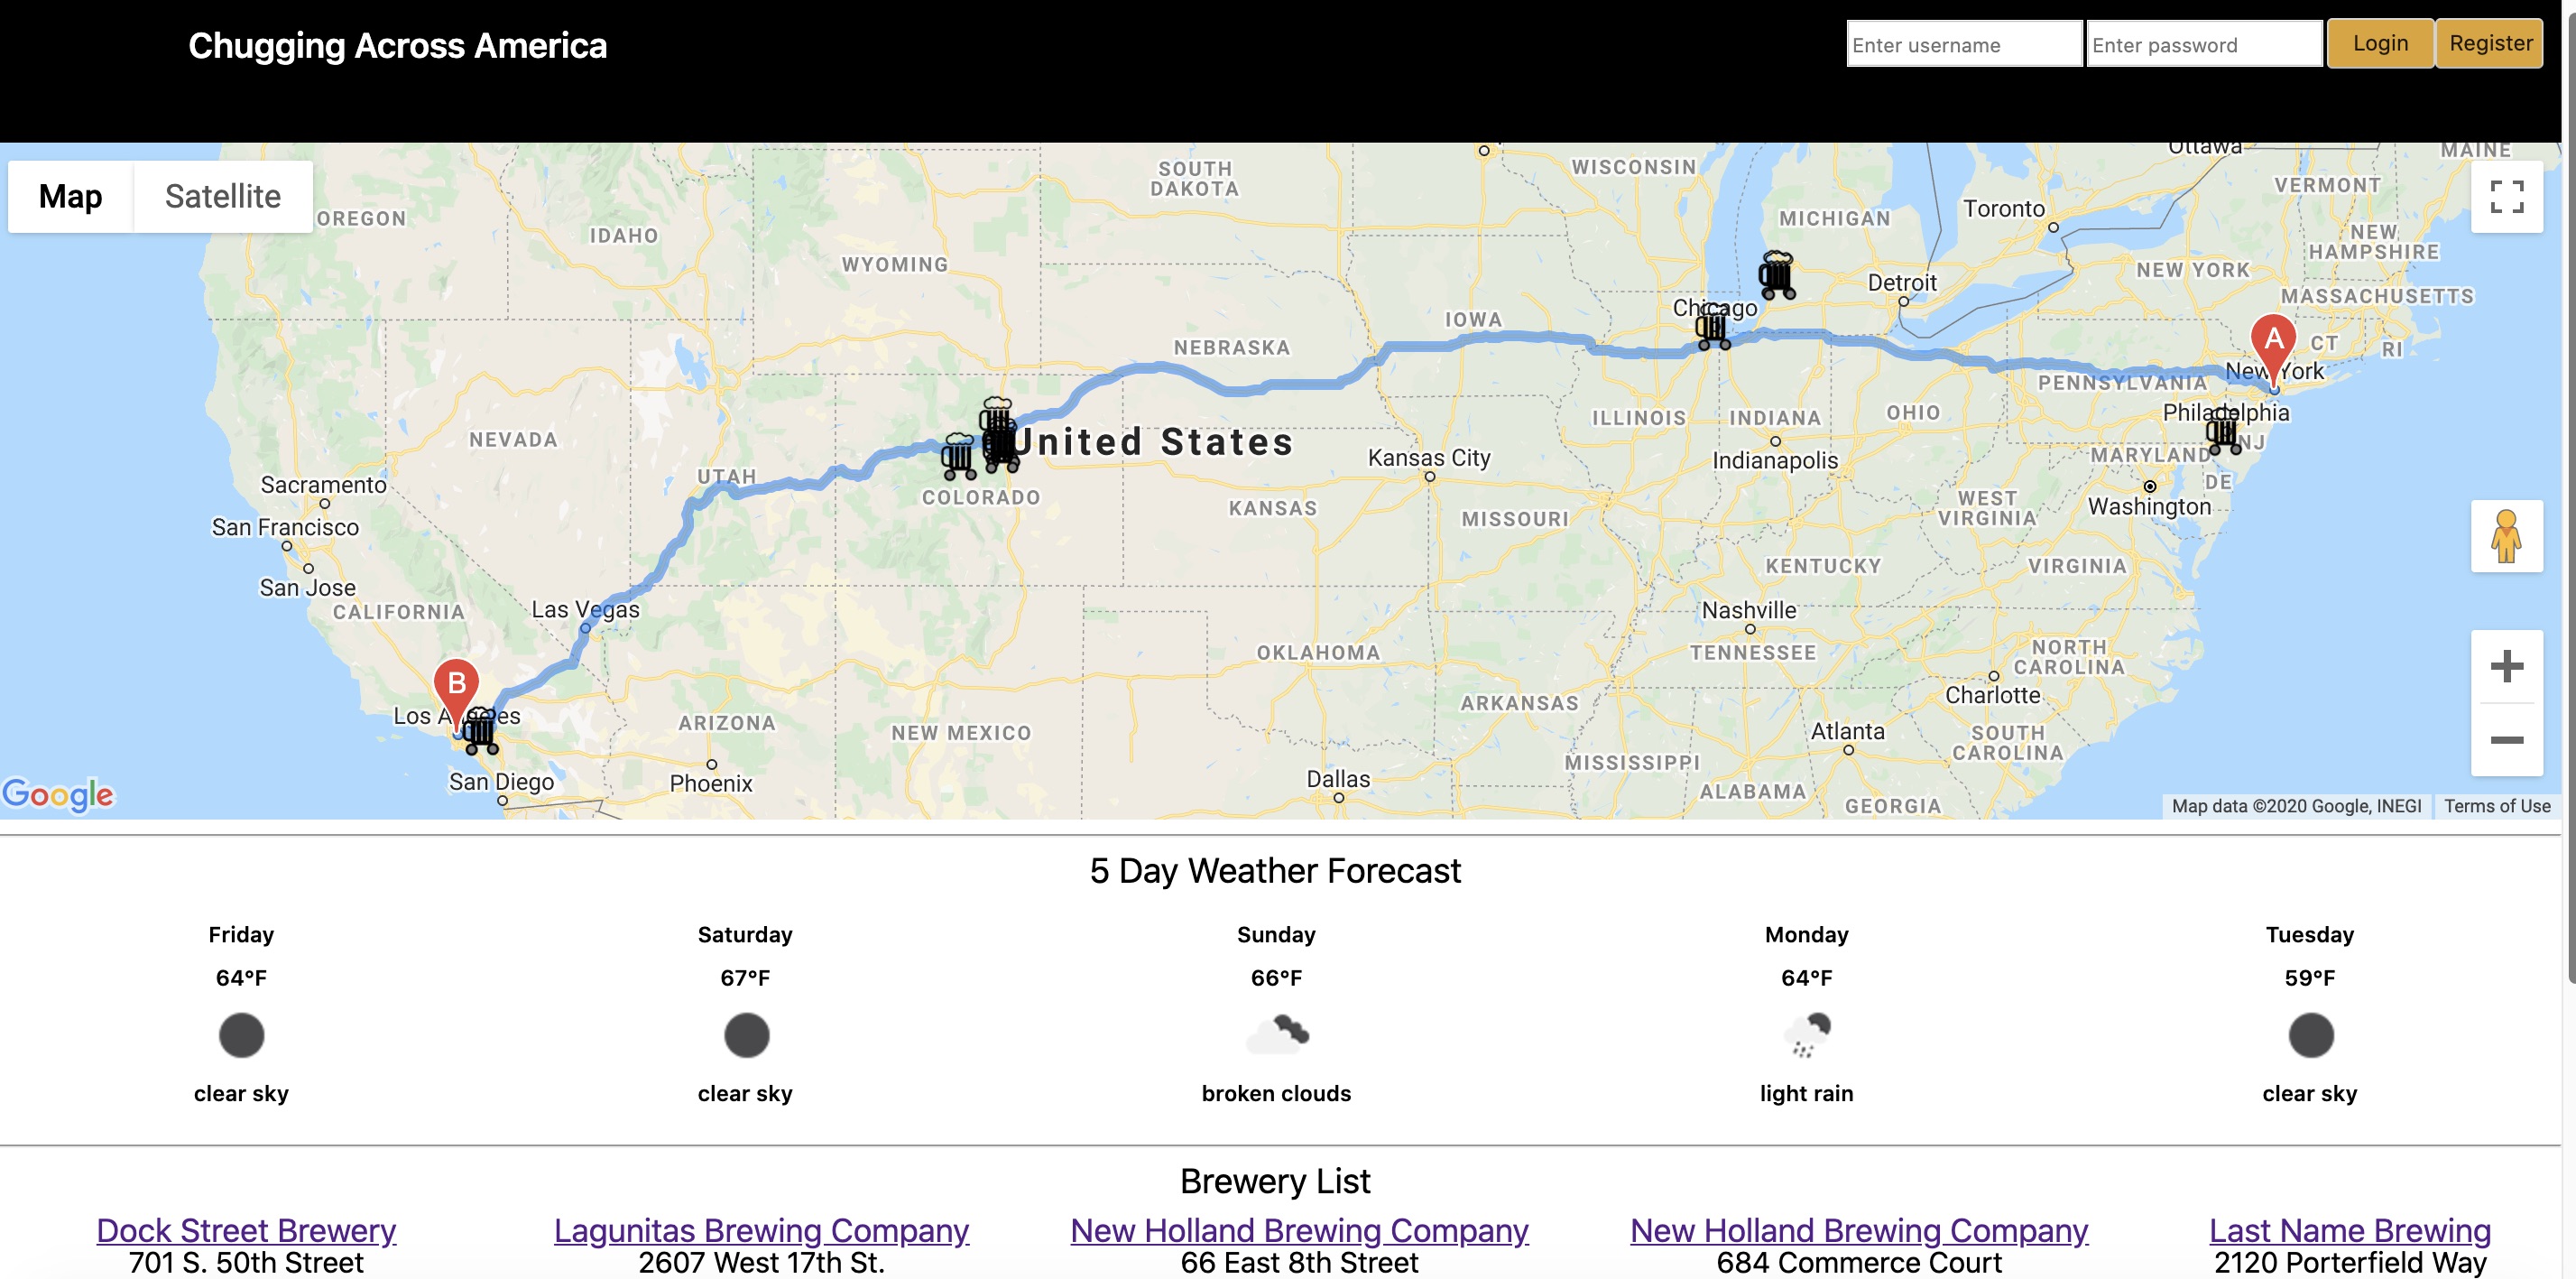 Chugging Across America
Enter username
Enter password
Login
Register
Map
Satellite
OREGON
IDAHO
WYOMING
SOUTH
DAKOTA
WISCONSIN
MICHIGAN
Ottawa
MAINE
VERMONT
Toronto
NEW
HAMPSHIRE
NEW YORK
MASSACHUSETTS
Detroit
Chicago
IOWA
NEBRASKA
CT
RI
New York
PENNSYLVANIA
Philadelphia
NJ
MARYLAND
DE
Washington
ILLINOIS
INDIANA
OHIO
Indianapolis
United States
Kansas City
NEVADA
UTAH
COLORADO
KANSAS
MISSOURI
WEST
VIRGINIA
VIRGINIA
KENTUCKY
Sacramento
San Francisco
San Jose
CALIFORNIA
Las Vegas
Nashville
TENNESSEE
NORTH
CAROLINA
Charlotte
OKLAHOMA
ARKANSAS
A
B
Los Angeles
ARIZONA
NEW MEXICO
Phoenix
San Diego
Dallas
Atlanta
SOUTH
CAROLINA
MISSISSIPPI
ALABAMA
GEORGIA
Google
Map data ©2020 Google, INEGI
Terms of Use
5 Day Weather Forecast
Friday
64°F
clear sky
Saturday
67°F
clear sky
Sunday
66°F
broken clouds
Monday
64°F
light rain
Tuesday
59°F
clear sky
Brewery List
Dock Street Brewery
701 S. 50th Street
Lagunitas Brewing Company
2607 West 17th St.
New Holland Brewing Company
66 East 8th Street
New Holland Brewing Company
684 Commerce Court
Last Name Brewing
2120 Porterfield Way